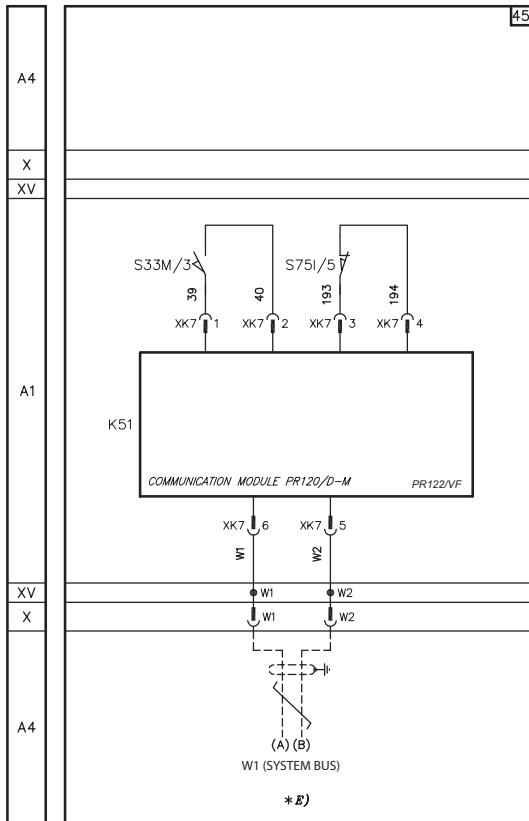 45
A4
X
XV
S33M/3
S75I/5
39
40
193
194
XK7 1
2
XK7 3
4
A1
K51
COMMUNICATION MODULE PR120/D-M
PR122/VF
XK7 6
XK7 5
W1
W2
XV
W1
W2
X
W1
W2
A4
(A) (B)
W1 (SYSTEM BUS)
*E)